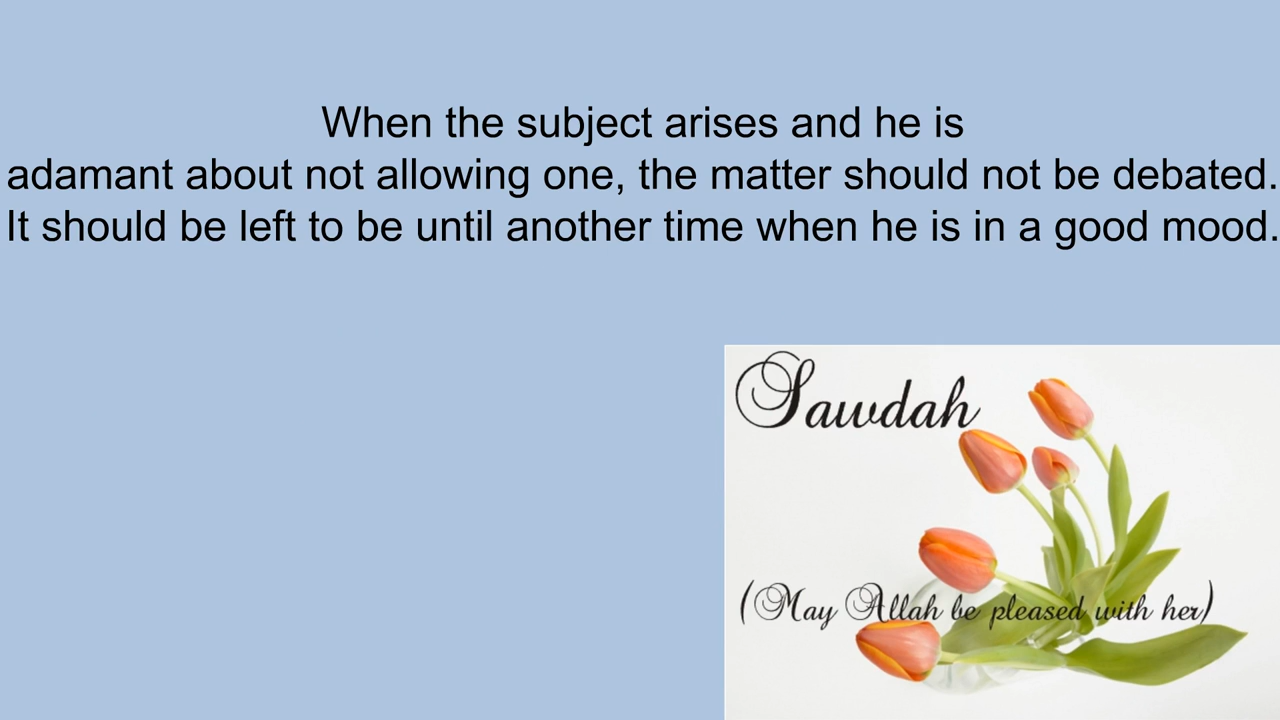 When the subject arises and he is
adamant about not allowing one, the matter should not be debated.
It should be left to be until another time when he is in a good mood.
Sawdah
(May Allah be pleased with her)